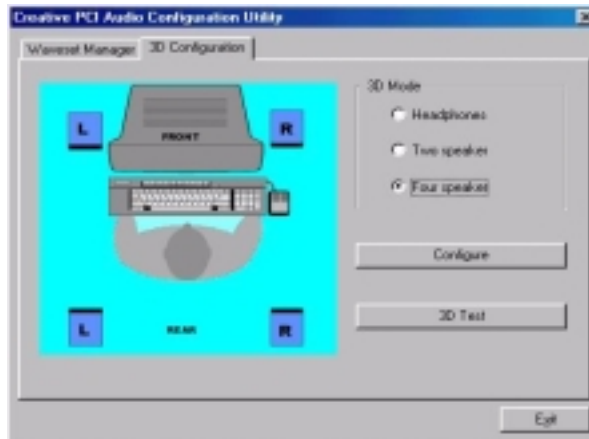 Creative PCI Audio Configuration Utility
Waveset Manager
3D Configuration
L
FRONT
R
L
REAR
R
3D Mode
Headphones
Two speaker
Four speaker
Configure
3D Test
Exit